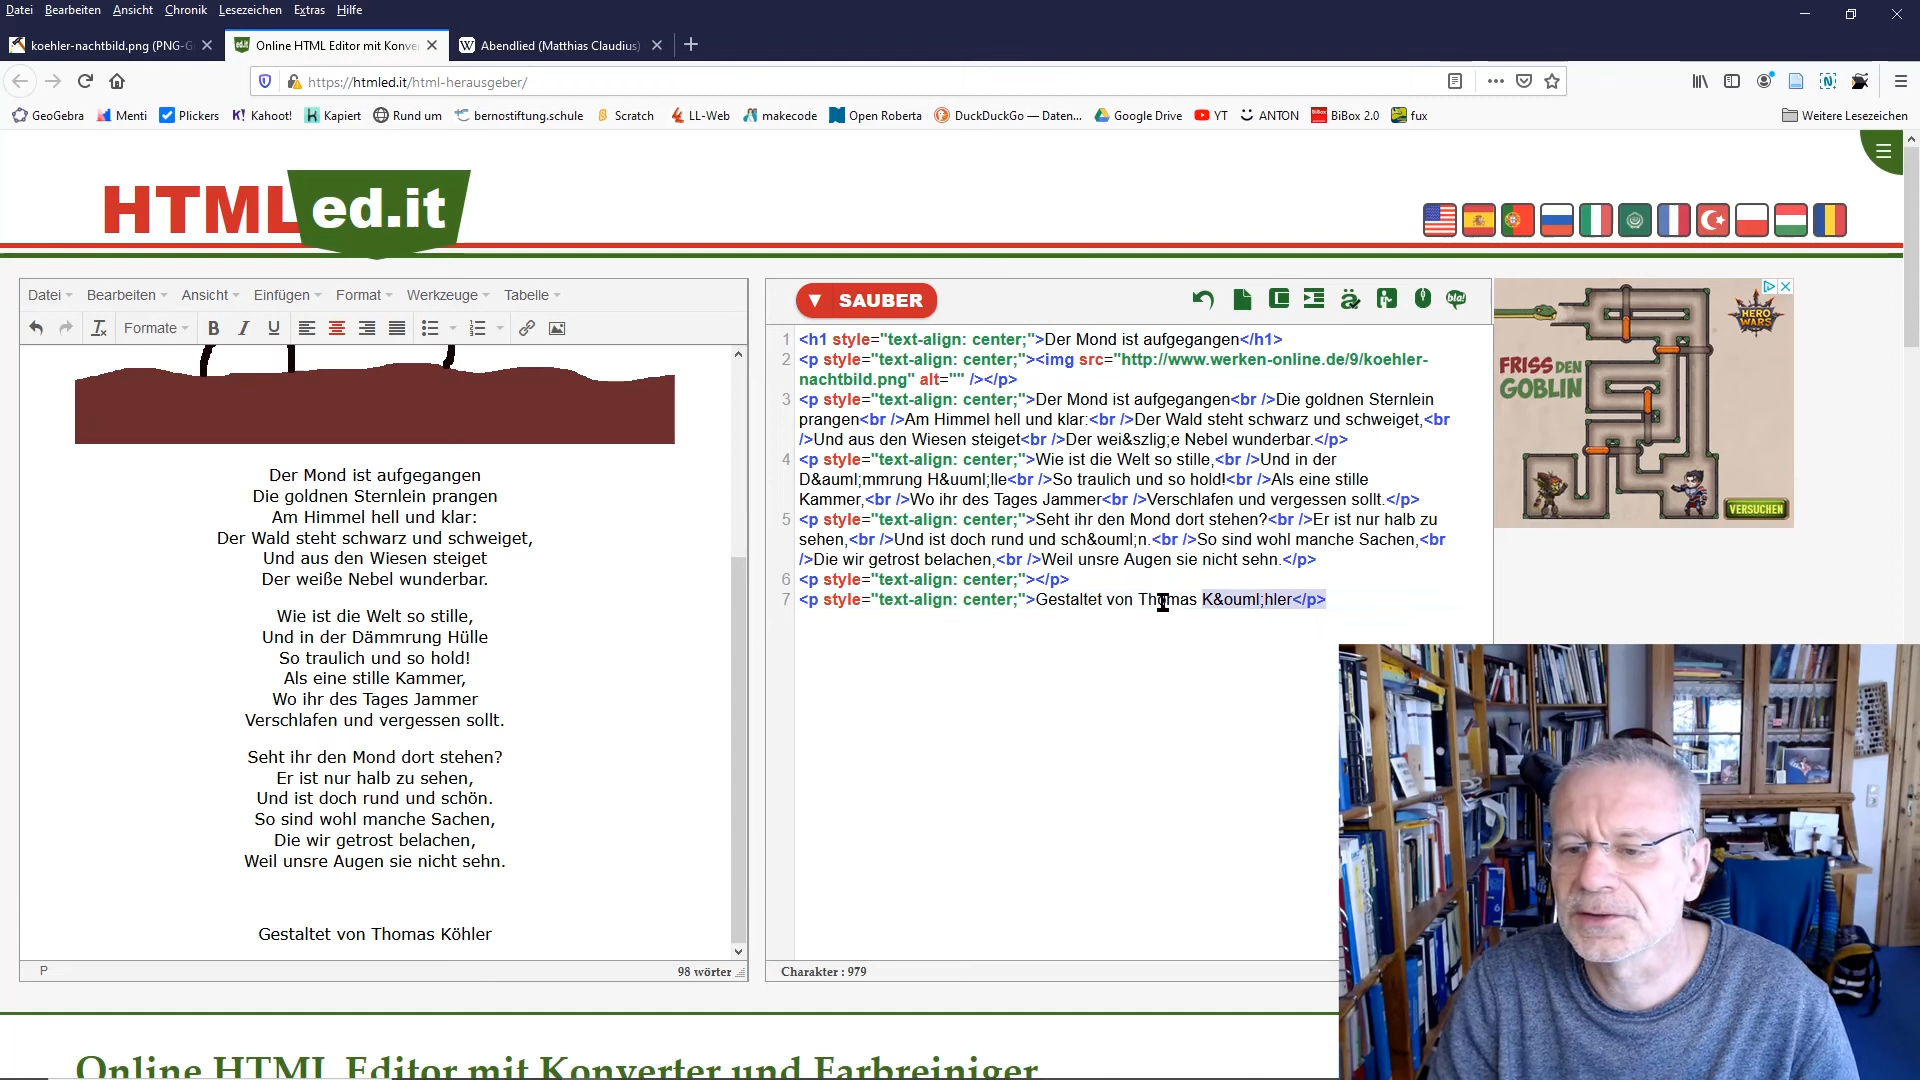 Datei Bearbeiten Ansicht Chronik Lesezeichen Extras Hilfe
koehler-nachtbild.png (PNG-G
Online HTML Editor mit Konve
Abendlied (Matthias Claudius)
https://htmled.it/html-herausgeber/
GeoGebra Menti Plickers Kahoot! Kapiert Rund um bernostiftung.schule Scratch LL-Web makecode Open Roberta DuckDuckGo — Daten... Google Drive YT ANTON BiBox 2.0 fux Weitere Lesezeichen
HTML ed.it
Datei Bearbeiten Ansicht Einfügen Format Werkzeuge Tabelle
Formate B I U
Der Mond ist aufgegangen
Die goldnen Sternlein prangen
Am Himmel hell und klar:
Der Wald steht schwarz und schweiget,
Und aus den Wiesen steiget
Der weiße Nebel wunderbar.
Wie ist die Welt so stille,
Und in der Dämmrung Hülle
So traulich und so hold!
Als eine stille Kammer,
Wo ihr des Tages Jammer
Verschlafen und vergessen sollt.
Seht ihr den Mond dort stehen?
Er ist nur halb zu sehen,
Und ist doch rund und schön.
So sind wohl manche Sachen,
Die wir getrost belachen,
Weil unsre Augen sie nicht sehn.
Gestaltet von Thomas Köhler
P
98 wörter
▼ SAUBER
bla!
1 <h1 style="text-align: center;">Der Mond ist aufgegangen</h1>
2 <p style="text-align: center;"><img src="http://www.werken-online.de/9/koehler-
nachtbild.png" alt="" /></p>
3 <p style="text-align: center;">Der Mond ist aufgegangen<br />Die goldnen Sternlein
prangen<br />Am Himmel hell und klar:<br />Der Wald steht schwarz und schweiget,<br
/>Und aus den Wiesen steiget<br />Der wei&szlig;e Nebel wunderbar.</p>
4 <p style="text-align: center;">Wie ist die Welt so stille,<br />Und in der
D&auml;mmrung H&uuml;lle<br />So traulich und so hold!<br />Als eine stille
Kammer,<br />Wo ihr des Tages Jammer<br />Verschlafen und vergessen sollt.</p>
5 <p style="text-align: center;">Seht ihr den Mond dort stehen?<br />Er ist nur halb zu
sehen,<br />Und ist doch rund und sch&ouml;n.<br />So sind wohl manche Sachen,<br
/>Die wir getrost belachen,<br />Weil unsre Augen sie nicht sehn.</p>
6 <p style="text-align: center;"></p>
7 <p style="text-align: center;">Gestaltet von Thomas K&ouml;hler</p>
Charakter : 979
HERO WARS
FRISS DEN
GOBLIN
VERSUCHEN
Online HTML Editor mit Konverter und Farbreiniger